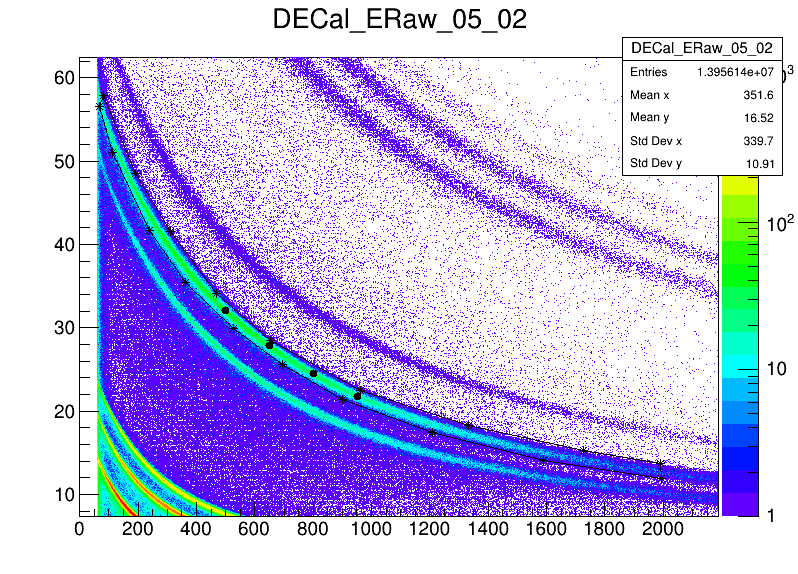 DECal_ERaw_05_02
DECal_ERaw_05_02
Entries 1.395614e+07
Mean x 351.6
Mean y 16.52
Std Dev x 339.7
Std Dev y 10.91
60
50
40
30
20
10
3
10²
10
1
0 200 400 600 800 1000 1200 1400 1600 1800 2000